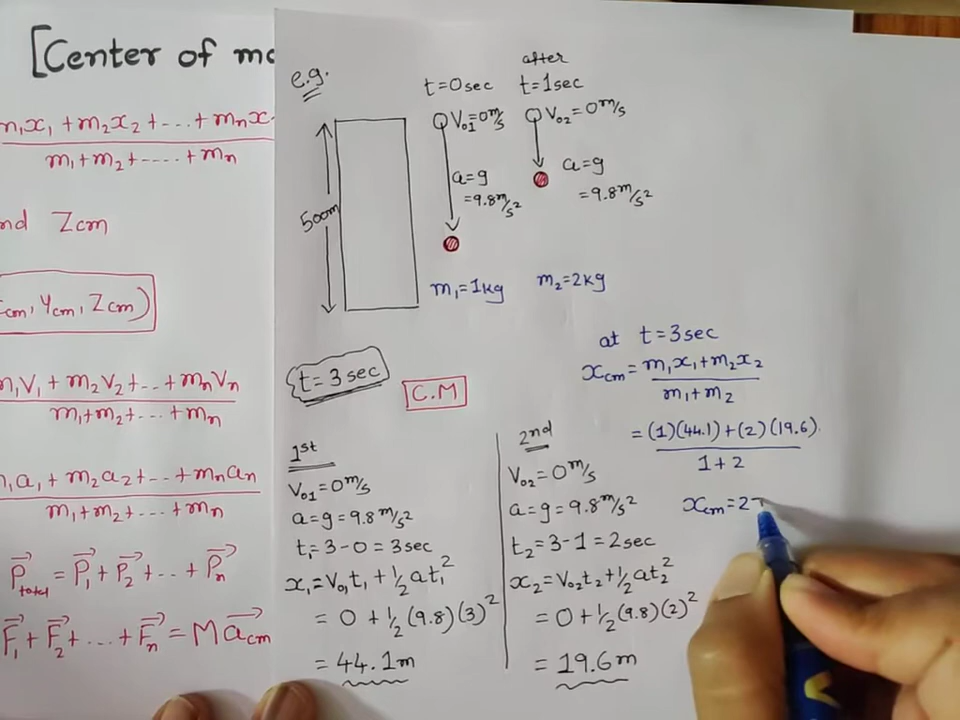 [Center of
m₁x₁ + m₂x₂ + ... + mₙx
m₁ + m₂ + ..... + mₙ
nd Zcm
cm, Ycm, Zcm)
m₁V₁ + m₂V₂ + .. + mₙVₙ
m₁ + m₂ + ... + mₙ
m₁a₁ + m₂a₂ + ... + mₙaₙ
m₁ + m₂ + ... + mₙ
P⃗total = P⃗₁ + P⃗₂ + .. + P⃗ₙ
F⃗₁ + F⃗₂ + ... + F⃗ₙ = Ma⃗cm
e.g.
t=0sec
after
t=1sec
V₀₁=0m/s
V₀₂=0m/s
a=g
=9.8m/s²
a=g
=9.8m/s²
500m
m₁=1kg
m₂=2kg
t=3sec
C.M
at t=3sec
xcm = m₁x₁+m₂x₂
m₁+m₂
= (1)(44.1)+(2)(19.6)
1+2
xcm=2
1st
V₀₁=0m/s
a=g=9.8m/s²
t₁=3-0=3sec
x₁=V₀₁t₁+½at₁²
= 0+½(9.8)(3)²
= 44.1m
2nd
V₀₂=0m/s
a=g=9.8m/s²
t₂=3-1=2sec
x₂=V₀₂t₂+½at₂²
= 0+½(9.8)(2)²
= 19.6m